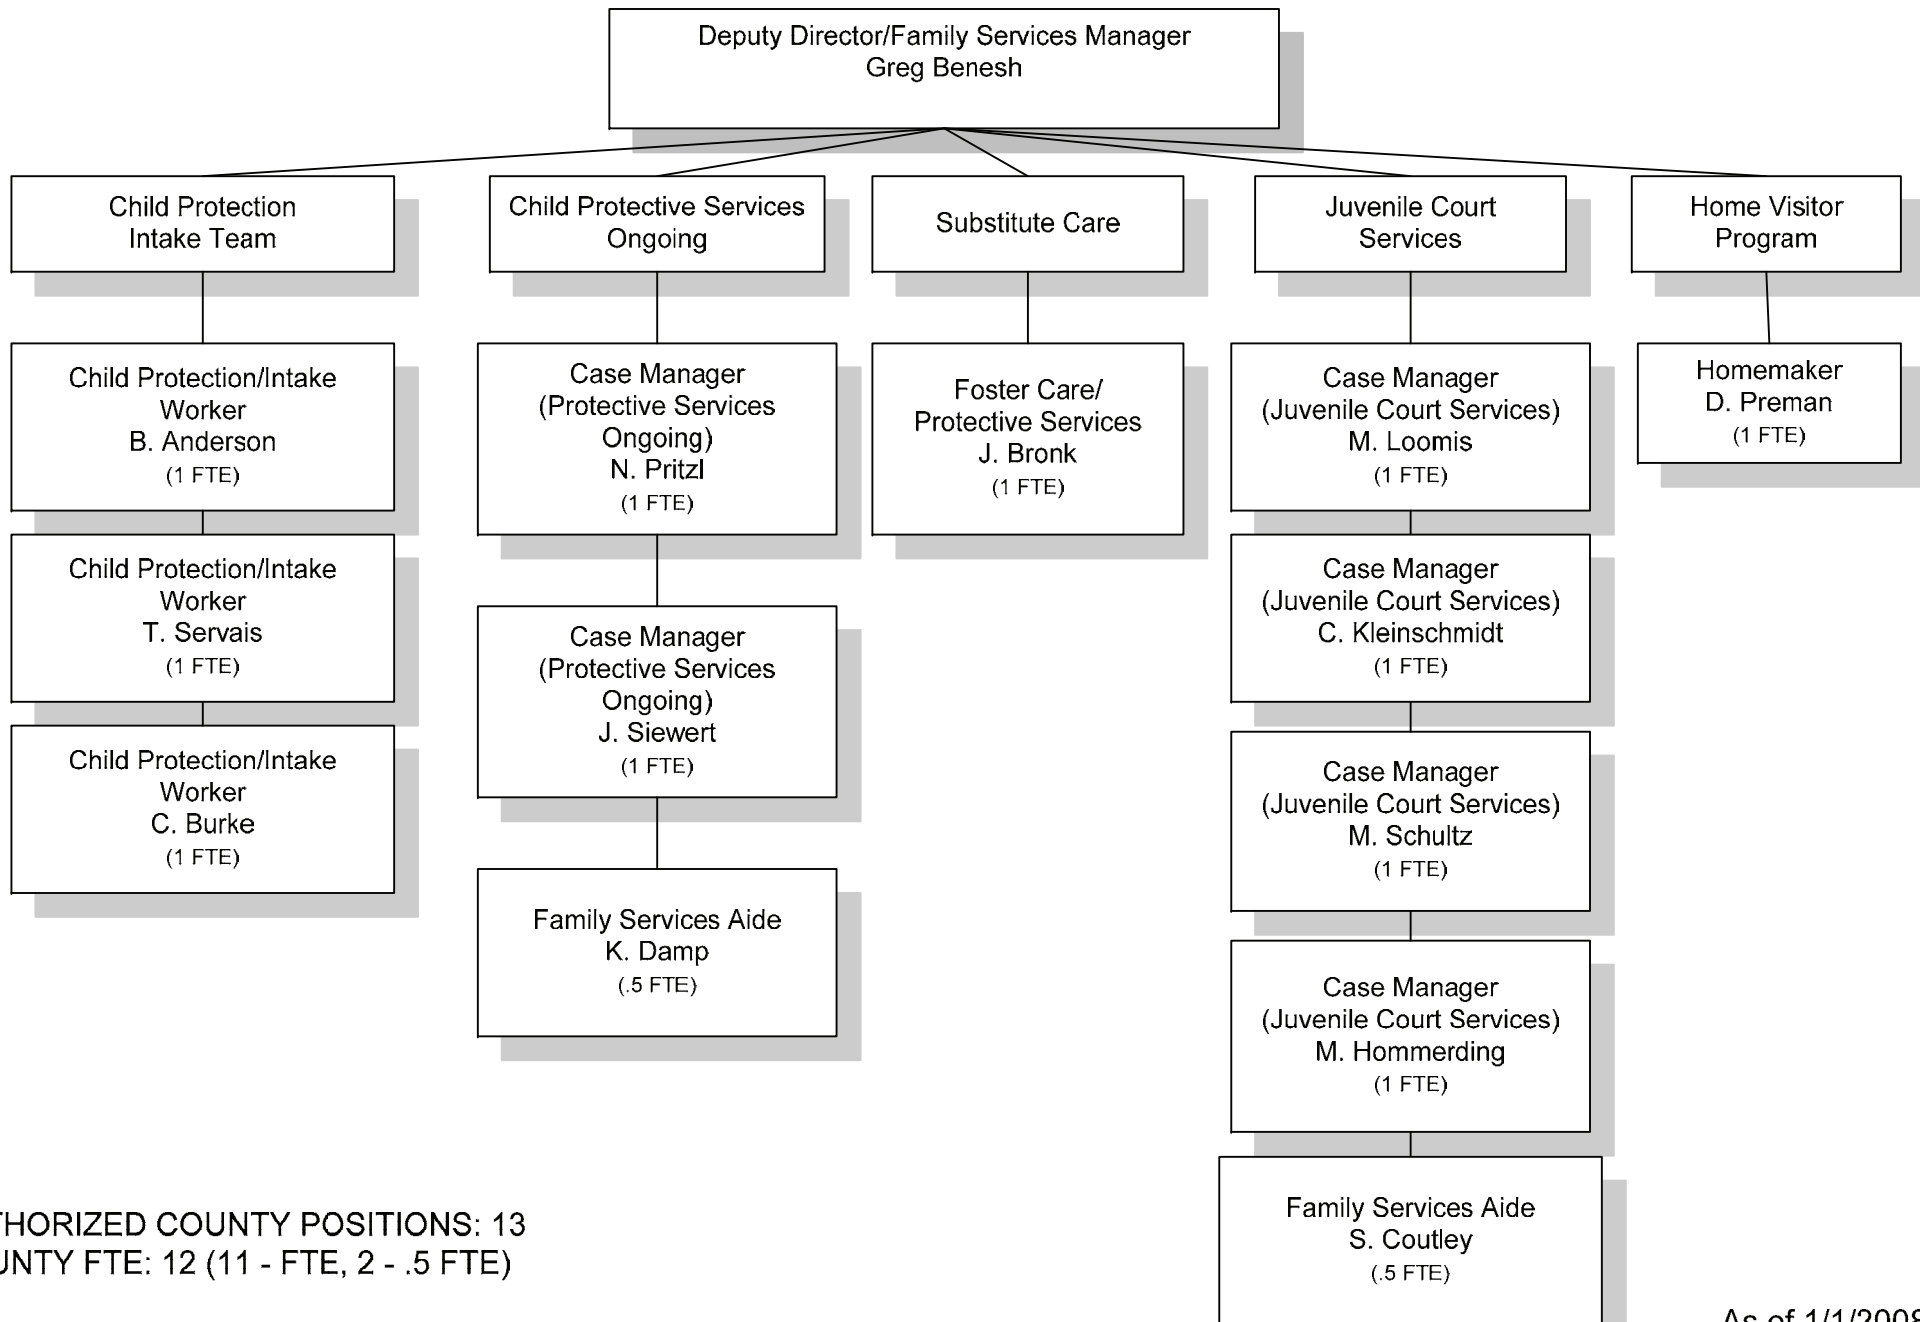 Deputy Director/Family Services Manager
Greg Benesh
Child Protection
Intake Team
Child Protective Services
Ongoing
Substitute Care
Juvenile Court
Services
Home Visitor
Program
Child Protection/Intake
Worker
B. Anderson
(1 FTE)
Child Protection/Intake
Worker
T. Servais
(1 FTE)
Child Protection/Intake
Worker
C. Burke
(1 FTE)
Case Manager
(Protective Services
Ongoing)
N. Pritzl
(1 FTE)
Case Manager
(Protective Services
Ongoing)
J. Siewert
(1 FTE)
Family Services Aide
K. Damp
(.5 FTE)
Foster Care/
Protective Services
J. Bronk
(1 FTE)
Case Manager
(Juvenile Court Services)
M. Loomis
(1 FTE)
Case Manager
(Juvenile Court Services)
C. Kleinschmidt
(1 FTE)
Case Manager
(Juvenile Court Services)
M. Schultz
(1 FTE)
Case Manager
(Juvenile Court Services)
M. Hommerding
(1 FTE)
Family Services Aide
S. Coutley
(.5 FTE)
Homemaker
D. Preman
(1 FTE)
THORIZED COUNTY POSITIONS: 13
UNTY FTE: 12 (11 - FTE, 2 - .5 FTE)
As of 1/1/2008